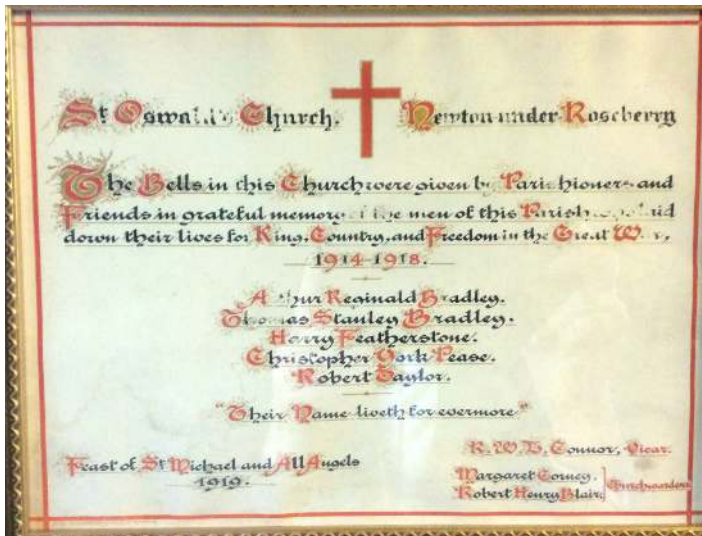 St Oswald's Church. Newton-under-Roseberry
The Bells in this Church were given by Parishioners and
Friends in grateful memory of the men of this Parish who laid
down their lives for King, Country, and Freedom in the Great War,
1914-1918.
Arthur Reginald Bradley.
Thomas Stanley Bradley.
Harry Featherstone.
Christopher York Pease.
Robert Taylor.
"Their Name liveth for evermore"
Feast of St Michael and All Angels
1919.
Connor, Vicar.
Margaret Corney.
Robert Henry Blair,
Churchwardens